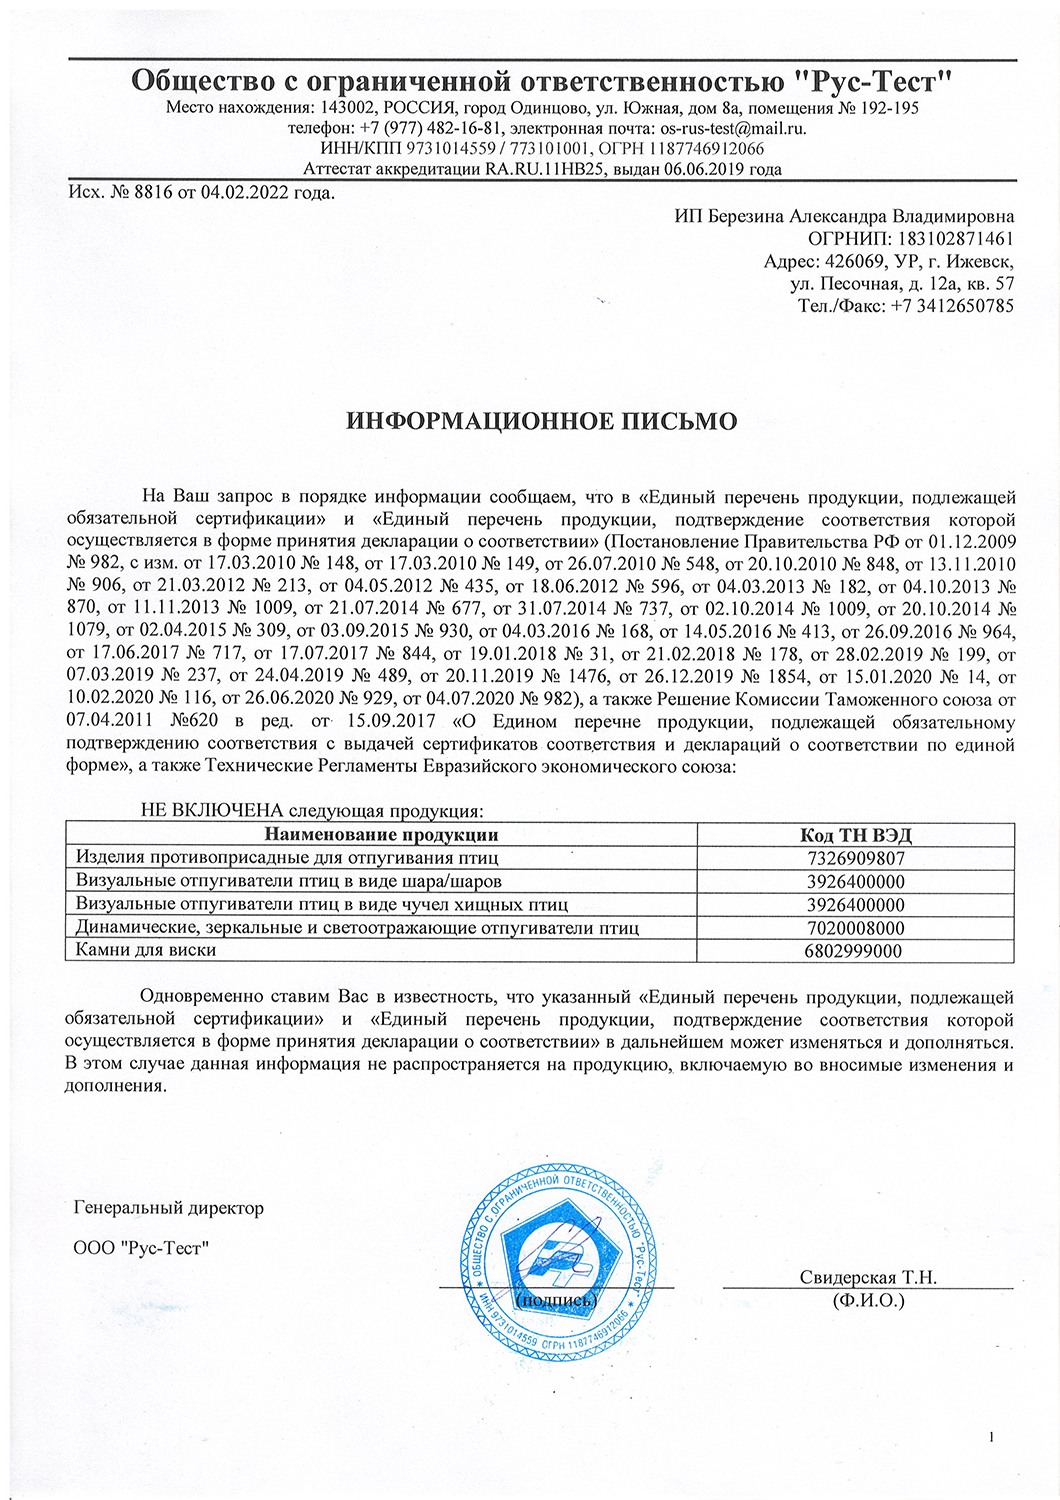 Общество с ограниченной ответственностью "Рус-Тест"
Место нахождения: 143002, РОССИЯ, город Одинцово, ул. Южная, дом 8а, помещения № 192-195
телефон: +7 (977) 482-16-81, электронная почта: os-rus-test@mail.ru.
ИНН/КПП 9731014559 / 773101001, ОГРН 1187746912066
Аттестат аккредитации RA.RU.11НВ25, выдан 06.06.2019 года
Исх. № 8816 от 04.02.2022 года.
ИП Березина Александра Владимировна
ОГРНИП: 183102871461
Адрес: 426069, УР, г. Ижевск,
ул. Песочная, д. 12а, кв. 57
Тел./Факс: +7 3412650785
ИНФОРМАЦИОННОЕ ПИСЬМО
На Ваш запрос в порядке информации сообщаем, что в «Единый перечень продукции, подлежащей
обязательной сертификации» и «Единый перечень продукции, подтверждение соответствия которой
осуществляется в форме принятия декларации о соответствии» (Постановление Правительства РФ от 01.12.2009
№ 982, с изм. от 17.03.2010 № 148, от 17.03.2010 № 149, от 26.07.2010 № 548, от 20.10.2010 № 848, от 13.11.2010
№ 906, от 21.03.2012 № 213, от 04.05.2012 № 435, от 18.06.2012 № 596, от 04.03.2013 № 182, от 04.10.2013 №
870, от 11.11.2013 № 1009, от 21.07.2014 № 677, от 31.07.2014 № 737, от 02.10.2014 № 1009, от 20.10.2014 №
1079, от 02.04.2015 № 309, от 03.09.2015 № 930, от 04.03.2016 № 168, от 14.05.2016 № 413, от 26.09.2016 № 964,
от 17.06.2017 № 717, от 17.07.2017 № 844, от 19.01.2018 № 31, от 21.02.2018 № 178, от 28.02.2019 № 199, от
07.03.2019 № 237, от 24.04.2019 № 489, от 20.11.2019 № 1476, от 26.12.2019 № 1854, от 15.01.2020 № 14, от
10.02.2020 № 116, от 26.06.2020 № 929, от 04.07.2020 № 982), а также Решение Комиссии Таможенного союза от
07.04.2011 №620 в ред. от 15.09.2017 «О Едином перечне продукции, подлежащей обязательному
подтверждению соответствия с выдачей сертификатов соответствия и деклараций о соответствии по единой
форме», а также Технические Регламенты Евразийского экономического союза:
НЕ ВКЛЮЧЕНА следующая продукция:
Наименование продукции Код ТН ВЭД
Изделия противоприсадные для отпугивания птиц 7326909807
Визуальные отпугиватели птиц в виде шара/шаров 3926400000
Визуальные отпугиватели птиц в виде чучел хищных птиц 3926400000
Динамические, зеркальные и светоотражающие отпугиватели птиц 7020008000
Камни для виски 6802999000
Одновременно ставим Вас в известность, что указанный «Единый перечень продукции, подлежащей
обязательной сертификации» и «Единый перечень продукции, подтверждение соответствия которой
осуществляется в форме принятия декларации о соответствии» в дальнейшем может изменяться и дополняться.
В этом случае данная информация не распространяется на продукцию, включаемую во вносимые изменения и
дополнения.
Генеральный директор
ООО "Рус-Тест"
ОБЩЕСТВО С ОГРАНИЧЕННОЙ ОТВЕТСТВЕННОСТЬЮ "Рус-Тест"
ИНН 9731014559 ОГРН 1187746912066
(подпись)
Свидерская Т.Н.
(Ф.И.О.)
1